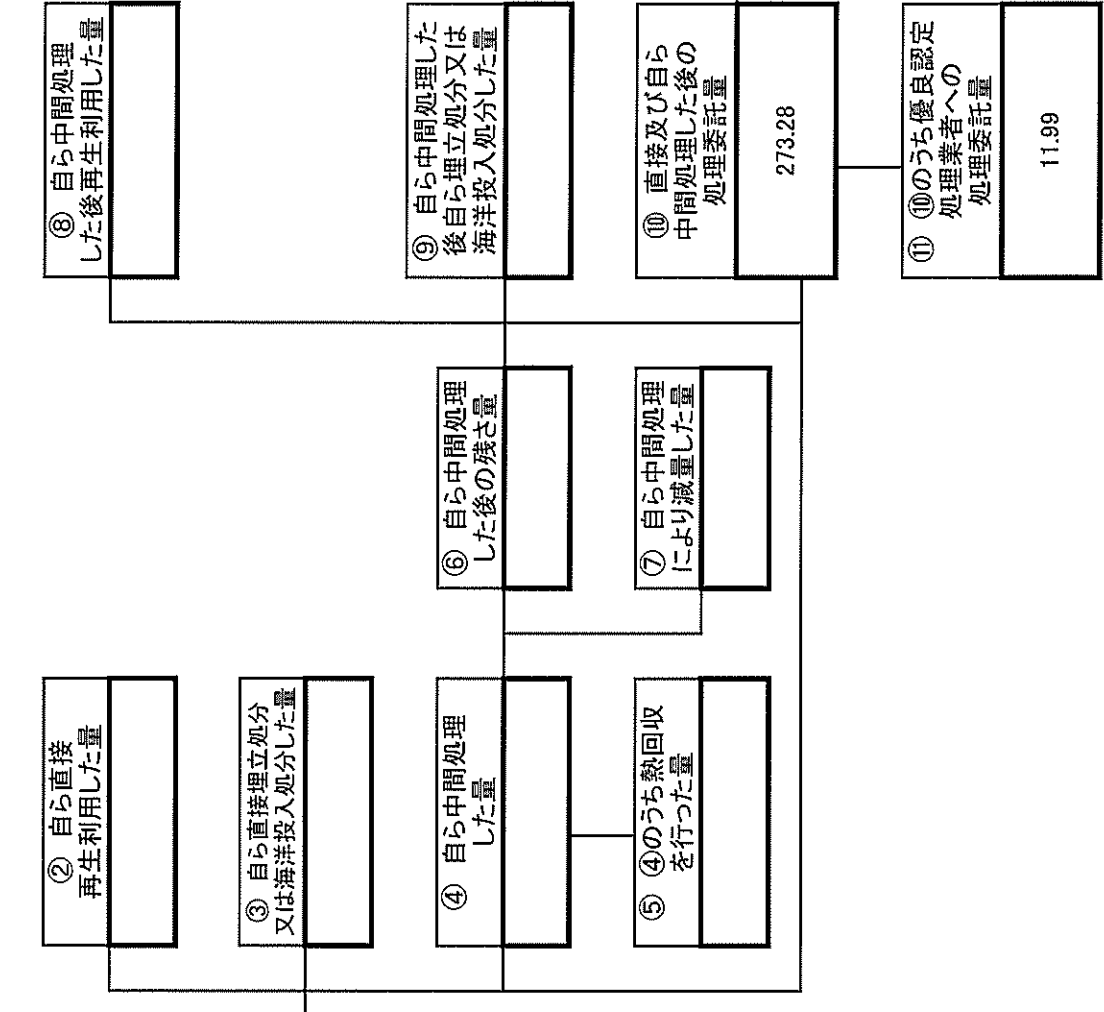 ② 自ら直接
再生利用した量
③ 自ら直接埋立処分
又は海洋投入処分した量
④ 自ら中間処理
した量
⑤ ④のうち熱回収
を行った量
⑥ 自ら中間処理
した後の残さ量
⑦ 自ら中間処理
により減量した量
⑧ 自ら中間処理
した後再生利用した量
⑨ 自ら中間処理した
後自ら埋立処分又は
海洋投入処分した量
⑩ 直接及び自ら
中間処理した後の
処理委託量
273.28
⑪ ⑩のうち優良認定
処理業者への
処理委託量
11.99